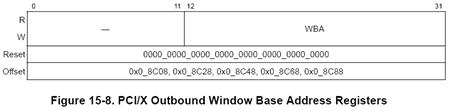 0 11 12 31
R
W
— WBA
Reset 0000_0000_0000_0000_0000_0000_0000_0000
Offset 0x0_8C08, 0x0_8C28, 0x0_8C48, 0x0_8C68, 0x0_8C88
Figure 15-8. PCI/X Outbound Window Base Address Registers